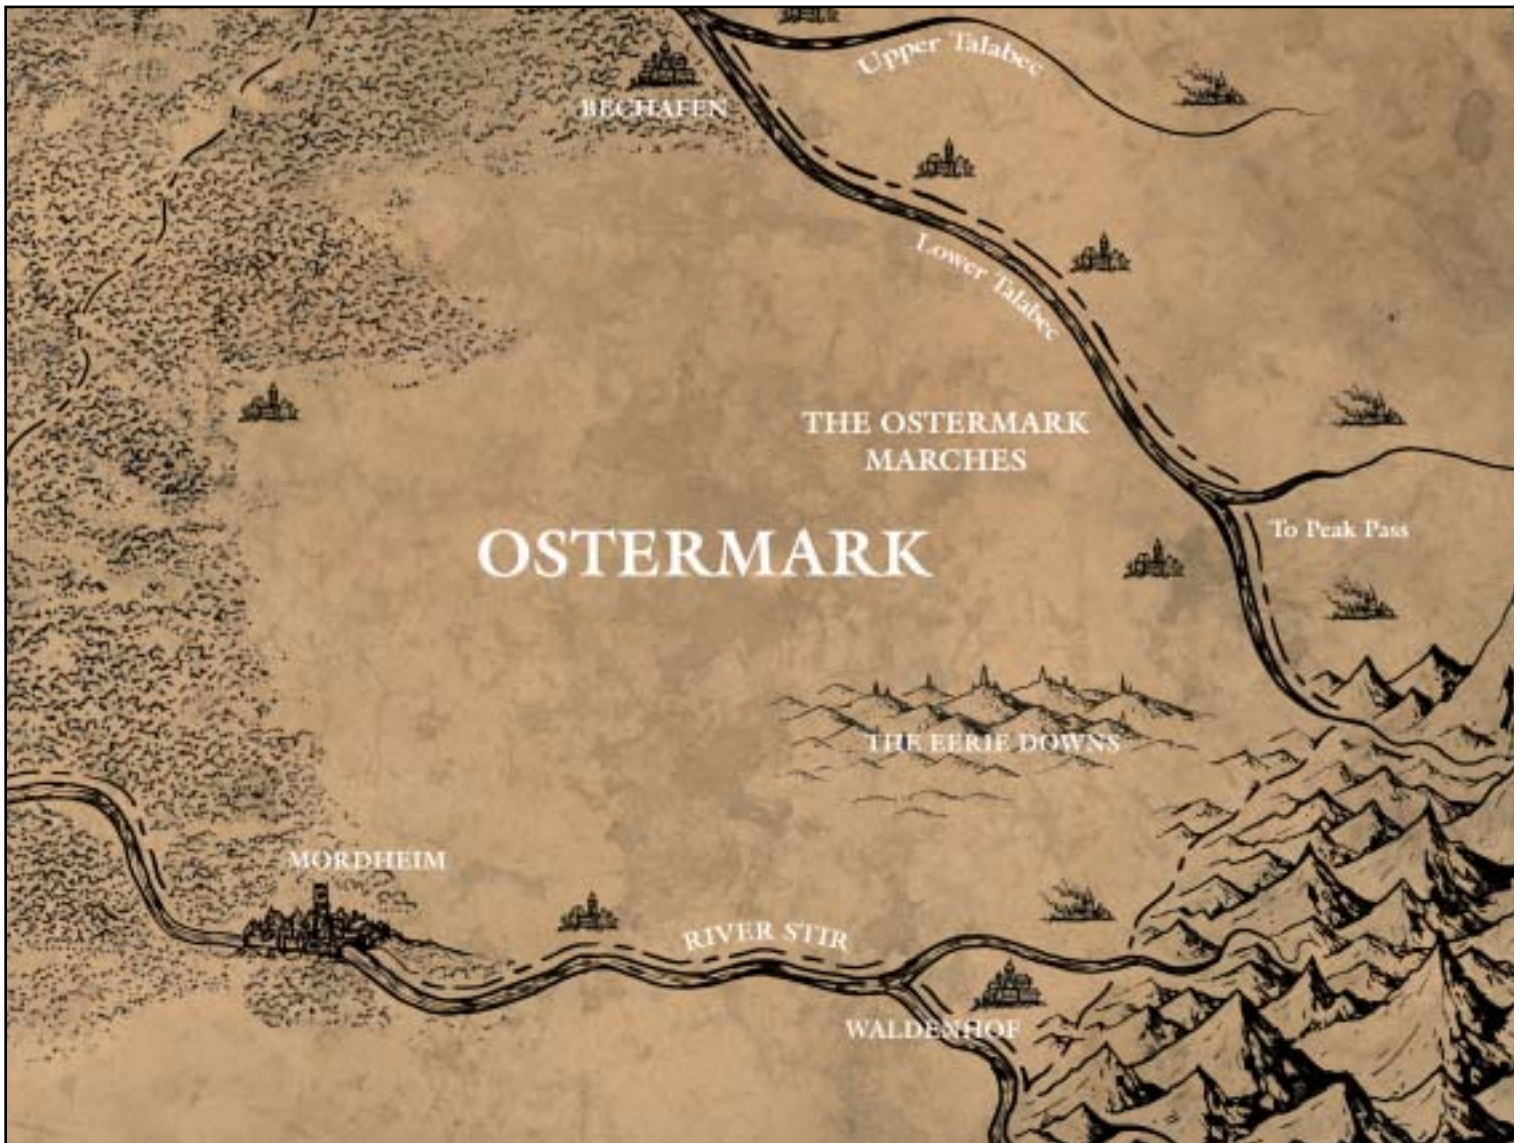 Upper Talabec
BECHAFEN
Lower Talabec
THE OSTERMARK
MARCHES
OSTERMARK
To Peak Pass
THE EERIE DOWNS
MORDHEIM
RIVER STIR
WALDENHOF